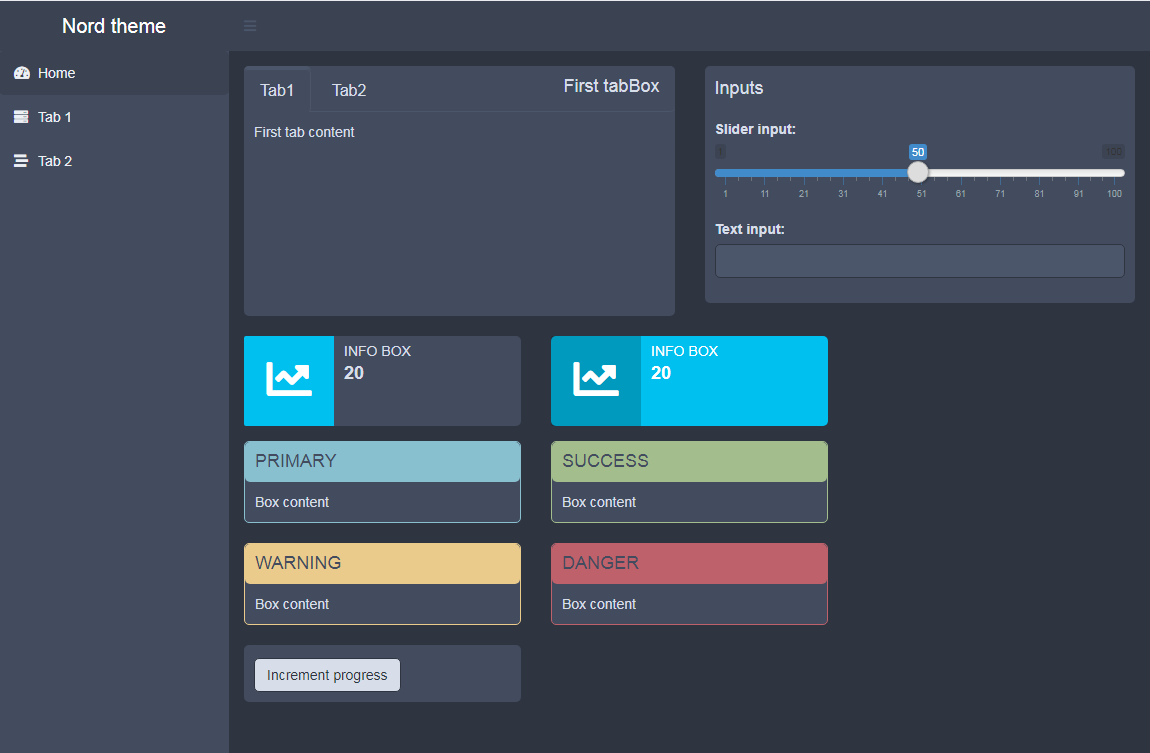 Nord theme
Home
Tab 1
Tab 2
Tab1 Tab2 First tabBox
First tab content
Inputs
Slider input:
1 50 100
1 11 21 31 41 51 61 71 81 91 100
Text input:
INFO BOX
20
INFO BOX
20
PRIMARY
Box content
SUCCESS
Box content
WARNING
Box content
DANGER
Box content
Increment progress